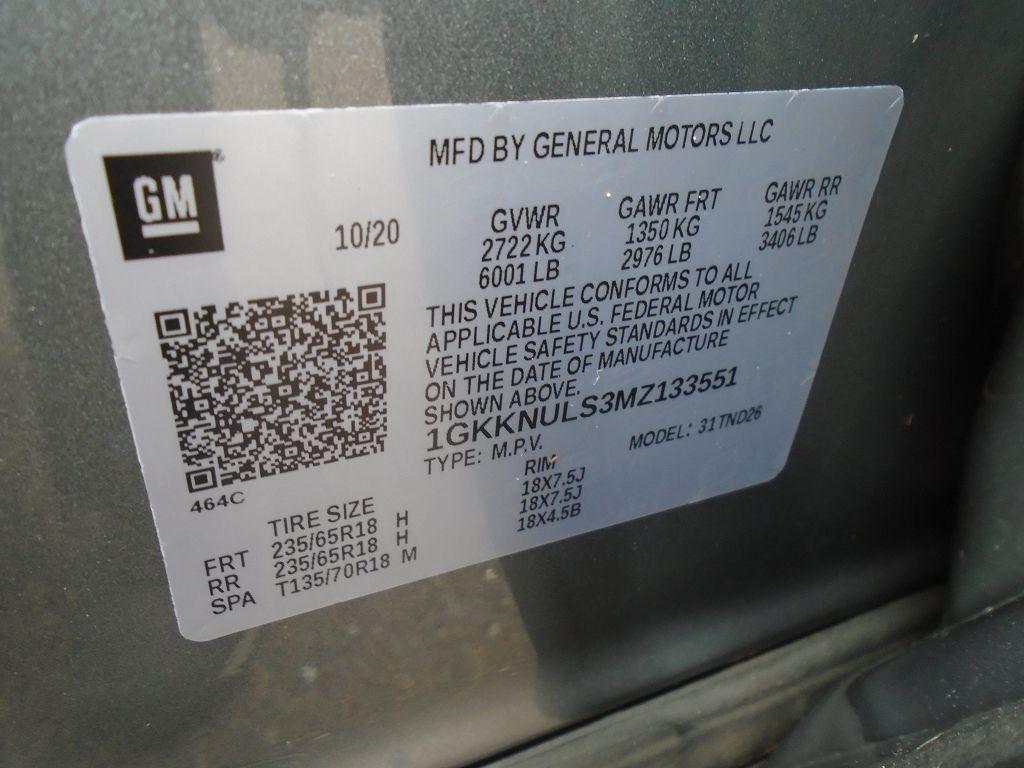 GM
MFD BY GENERAL MOTORS LLC
10/20
GVWR GAWR FRT GAWR RR
2722 KG 1350 KG 1545 KG
6001 LB 2976 LB 3406 LB
THIS VEHICLE CONFORMS TO ALL
APPLICABLE U.S. FEDERAL MOTOR
VEHICLE SAFETY STANDARDS IN EFFECT
ON THE DATE OF MANUFACTURE
SHOWN ABOVE.
1GKKNULS3MZ133551
TYPE: M.P.V. MODEL: 31TND26
464C
TIRE SIZE RIM
FRT 235/65R18 H 18X7.5J
RR 235/65R18 H 18X7.5J
SPA T135/70R18 M 18X4.5B